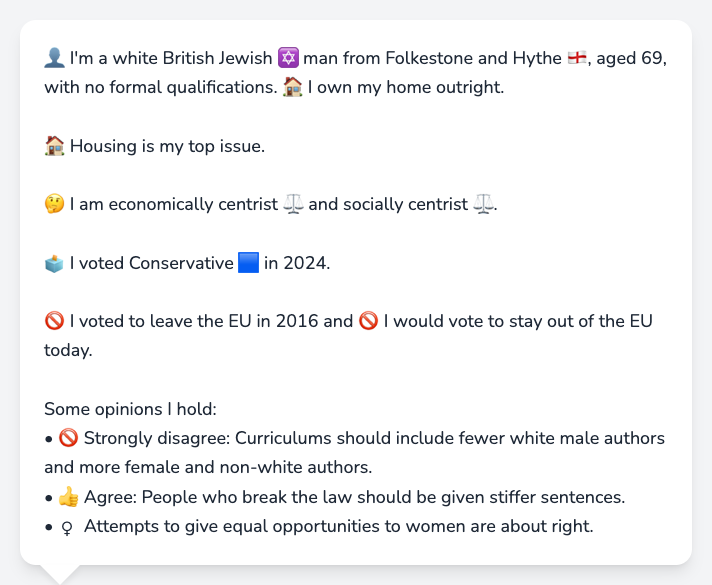 👤 I'm a white British Jewish ✡️ man from Folkestone and Hythe 🏴󠁧󠁢󠁥󠁮󠁧󠁿, aged 69,
with no formal qualifications. 🏠 I own my home outright.
🏠 Housing is my top issue.
🤔 I am economically centrist ⚖️ and socially centrist ⚖️.
🗳️ I voted Conservative 🟦 in 2024.
🚫 I voted to leave the EU in 2016 and 🚫 I would vote to stay out of the EU
today.
Some opinions I hold:
• 🚫 Strongly disagree: Curriculums should include fewer white male authors
and more female and non-white authors.
• 👍 Agree: People who break the law should be given stiffer sentences.
• ♀ Attempts to give equal opportunities to women are about right.